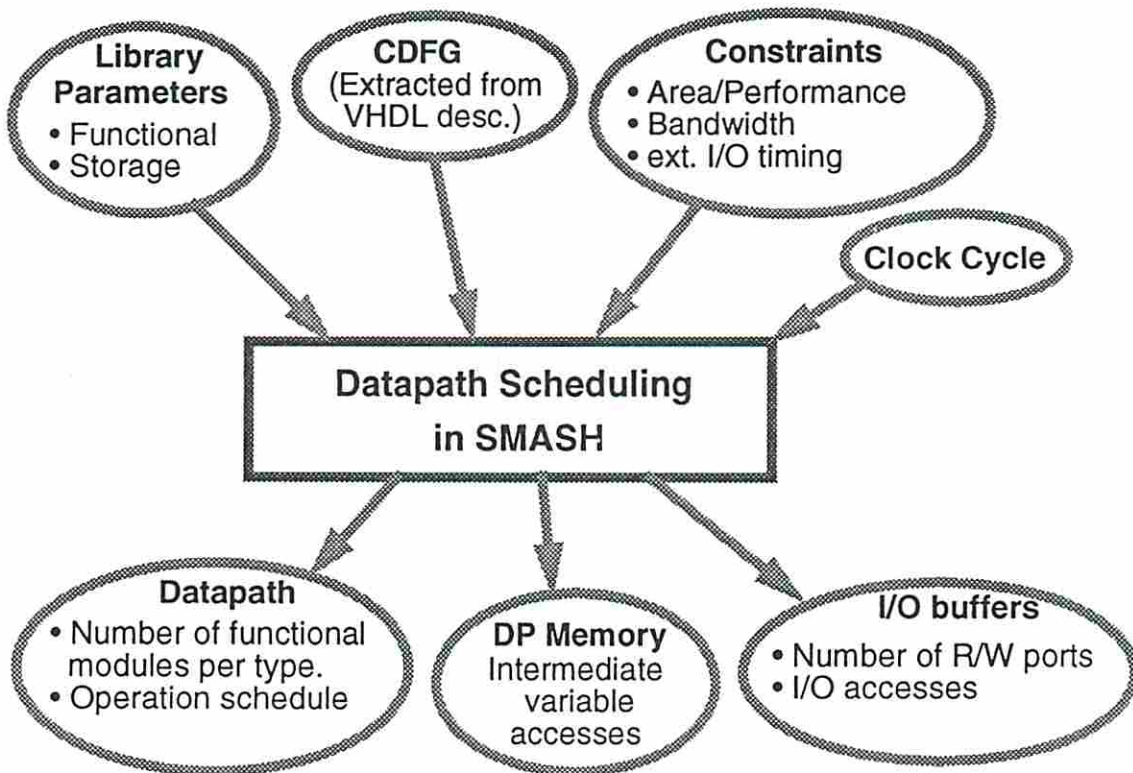 Library
Parameters
• Functional
• Storage
CDFG
(Extracted from
VHDL desc.)
Constraints
• Area/Performance
• Bandwidth
• ext. I/O timing
Clock Cycle
Datapath Scheduling
in SMASH
Datapath
• Number of functional
modules per type.
• Operation schedule
DP Memory
Intermediate
variable
accesses
I/O buffers
• Number of R/W ports
• I/O accesses